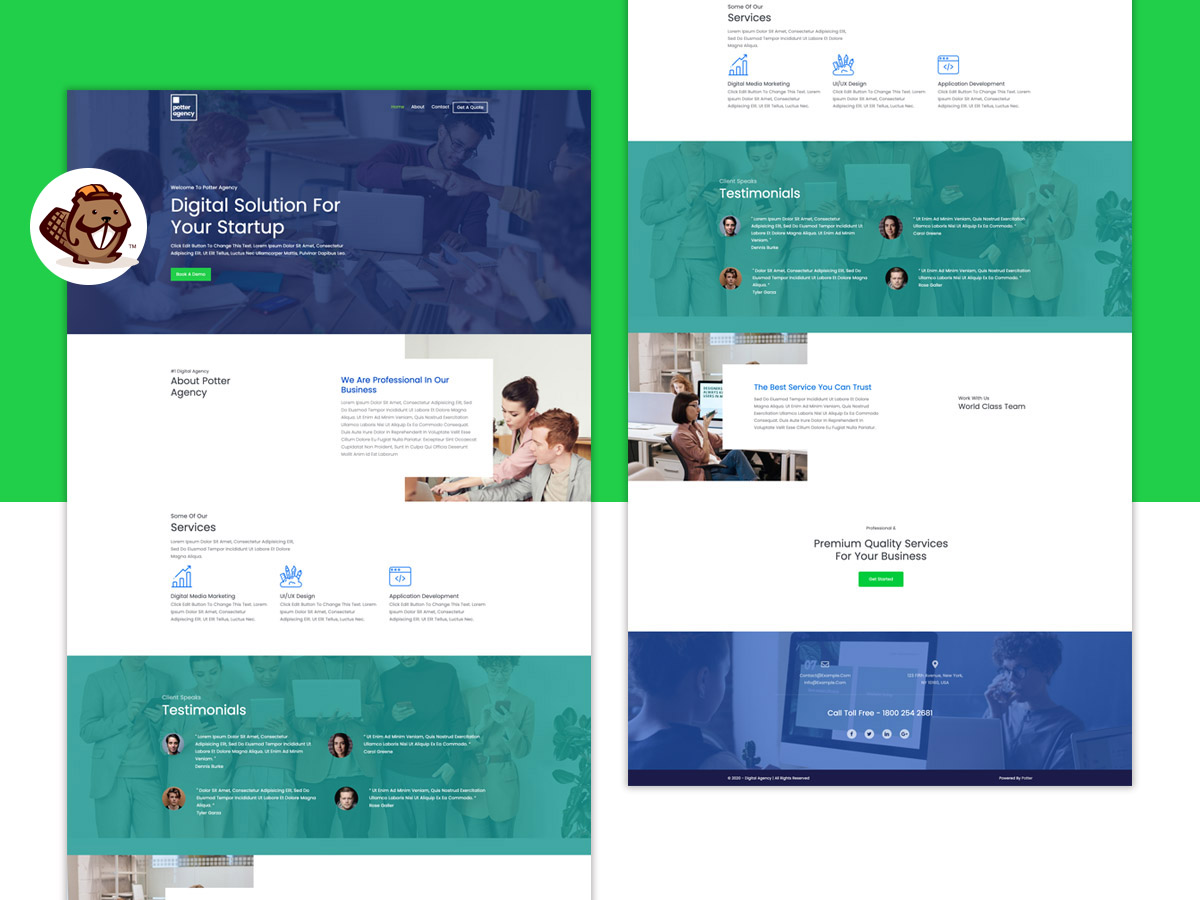 potter
agency
Home About Contact Get A Quote
Welcome To Potter Agency
Digital Solution For
Your Startup
Click Edit Button To Change This Text. Lorem Ipsum Dolor Sit Amet, Consectetur
Adipiscing Elit. Ut Elit Tellus, Luctus Nec Ullamcorper Mattis, Pulvinar Dapibus Leo.
Book A Demo
TM
#1 Digital Agency
About Potter
Agency
We Are Professional In Our
Business
Lorem Ipsum Dolor Sit Amet, Consectetur Adipisicing Elit, Sed
Do Eiusmod Tempor Incididunt Ut Labore Et Dolore Magna
Aliqua. Ut Enim Ad Minim Veniam, Quis Nostrud Exercitation
Ullamco Laboris Nisi Ut Aliquip Ex Ea Commodo Consequat.
Duis Aute Irure Dolor In Reprehenderit In Voluptate Velit Esse
Cillum Dolore Eu Fugiat Nulla Pariatur. Excepteur Sint Occaecat
Cupidatat Non Proident, Sunt In Culpa Qui Officia Deserunt
Mollit Anim Id Est Laborum
Some Of Our
Services
Lorem Ipsum Dolor Sit Amet, Consectetur Adipisicing Elit,
Sed Do Eiusmod Tempor Incididunt Ut Labore Et Dolore
Magna Aliqua.
Digital Media Marketing
Click Edit Button To Change This Text. Lorem
Ipsum Dolor Sit Amet, Consectetur
Adipiscing Elit. Ut Elit Tellus, Luctus Nec.
UI/UX Design
Click Edit Button To Change This Text. Lorem
Ipsum Dolor Sit Amet, Consectetur
Adipiscing Elit. Ut Elit Tellus, Luctus Nec.
Application Development
Click Edit Button To Change This Text. Lorem
Ipsum Dolor Sit Amet, Consectetur
Adipiscing Elit. Ut Elit Tellus, Luctus Nec.
Client Speaks
Testimonials
" Lorem Ipsum Dolor Sit Amet, Consectetur
Adipisicing Elit, Sed Do Eiusmod Tempor Incididunt Ut
Labore Et Dolore Magna Aliqua. Ut Enim Ad Minim
Veniam. "
Dennis Burke
" Ut Enim Ad Minim Veniam, Quis Nostrud Exercitation
Ullamco Laboris Nisi Ut Aliquip Ex Ea Commodo. "
Carol Greene
" Dolor Sit Amet, Consectetur Adipisicing Elit, Sed Do
Eiusmod Tempor Incididunt Ut Labore Et Dolore Magna
Aliqua. "
Tyler Garza
" Ut Enim Ad Minim Veniam, Quis Nostrud Exercitation
Ullamco Laboris Nisi Ut Aliquip Ex Ea Commodo. "
Rose Galler
Some Of Our
Services
Lorem Ipsum Dolor Sit Amet, Consectetur Adipisicing Elit,
Sed Do Eiusmod Tempor Incididunt Ut Labore Et Dolore
Magna Aliqua.
Digital Media Marketing
Click Edit Button To Change This Text. Lorem
Ipsum Dolor Sit Amet, Consectetur
Adipiscing Elit. Ut Elit Tellus, Luctus Nec.
UI/UX Design
Click Edit Button To Change This Text. Lorem
Ipsum Dolor Sit Amet, Consectetur
Adipiscing Elit. Ut Elit Tellus, Luctus Nec.
Application Development
Click Edit Button To Change This Text. Lorem
Ipsum Dolor Sit Amet, Consectetur
Adipiscing Elit. Ut Elit Tellus, Luctus Nec.
Client Speaks
Testimonials
" Lorem Ipsum Dolor Sit Amet, Consectetur
Adipisicing Elit, Sed Do Eiusmod Tempor Incididunt Ut
Labore Et Dolore Magna Aliqua. Ut Enim Ad Minim
Veniam. "
Dennis Burke
" Ut Enim Ad Minim Veniam, Quis Nostrud Exercitation
Ullamco Laboris Nisi Ut Aliquip Ex Ea Commodo. "
Carol Greene
" Dolor Sit Amet, Consectetur Adipisicing Elit, Sed Do
Eiusmod Tempor Incididunt Ut Labore Et Dolore Magna
Aliqua. "
Tyler Garza
" Ut Enim Ad Minim Veniam, Quis Nostrud Exercitation
Ullamco Laboris Nisi Ut Aliquip Ex Ea Commodo. "
Rose Galler
The Best Service You Can Trust
Sed Do Eiusmod Tempor Incididunt Ut Labore Et Dolore
Magna Aliqua. Ut Enim Ad Minim Veniam, Quis Nostrud
Exercitation Ullamco Laboris Nisi Ut Aliquip Ex Ea Commodo
Consequat. Duis Aute Irure Dolor In Reprehenderit In
Voluptate Velit Esse Cillum Dolore Eu Fugiat Nulla Pariatur.
Work With Us
World Class Team
Professional &
Premium Quality Services
For Your Business
Get Started
07
Contact@Example.Com
Info@Example.Com
123 Fifth Avenue, New York,
NY 10160, USA
Call Toll Free - 1800 254 2681
© 2020 - Digital Agency | All Rights Reserved
Powered By Potter